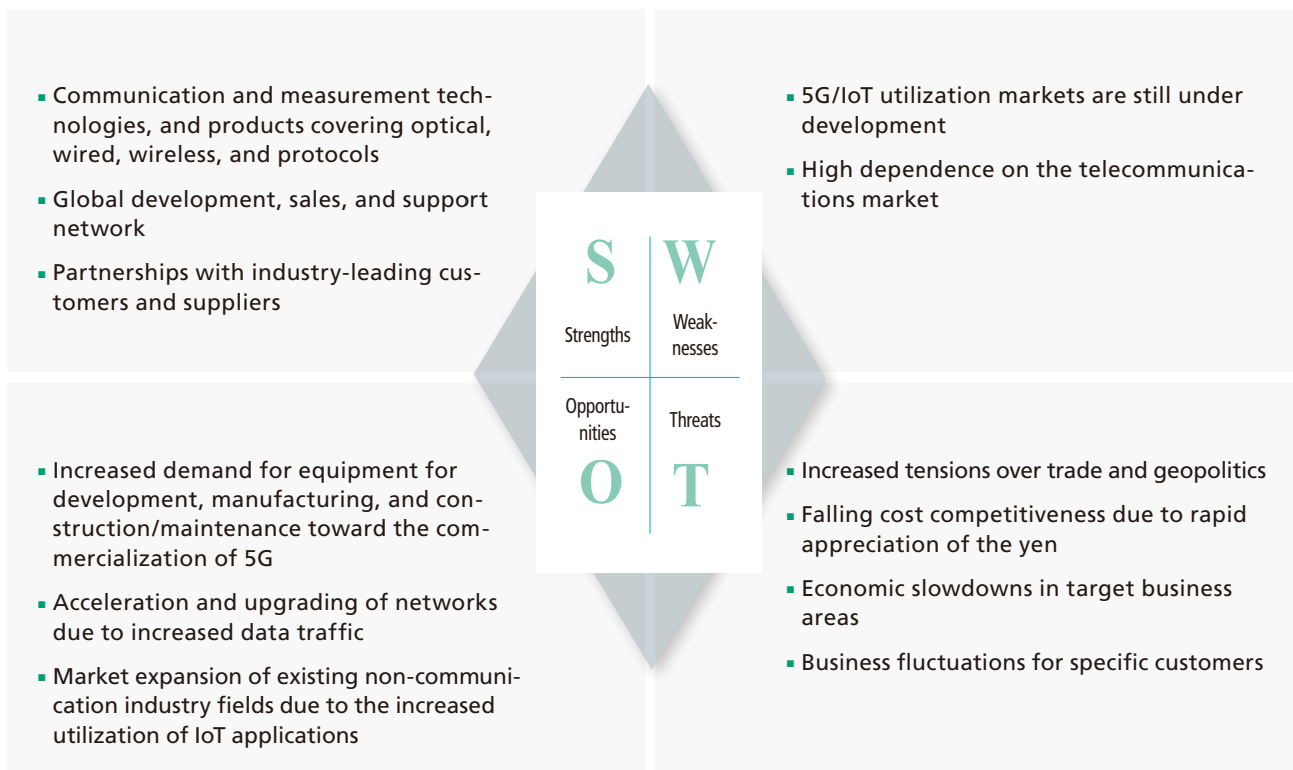 ■ Communication and measurement tech-
nologies, and products covering optical,
wired, wireless, and protocols
■ Global development, sales, and support
network
■ Partnerships with industry-leading cus-
tomers and suppliers
■ 5G/IoT utilization markets are still under
development
■ High dependence on the telecommunica-
tions market
S
Strengths
W
Weak-
nesses
Opportu-
nities
O
Threats
T
■ Increased demand for equipment for
development, manufacturing, and con-
struction/maintenance toward the com-
mercialization of 5G
■ Acceleration and upgrading of networks
due to increased data traffic
■ Market expansion of existing non-communi-
cation industry fields due to the increased
utilization of IoT applications
■ Increased tensions over trade and geopolitics
■ Falling cost competitiveness due to rapid
appreciation of the yen
■ Economic slowdowns in target business
areas
■ Business fluctuations for specific customers